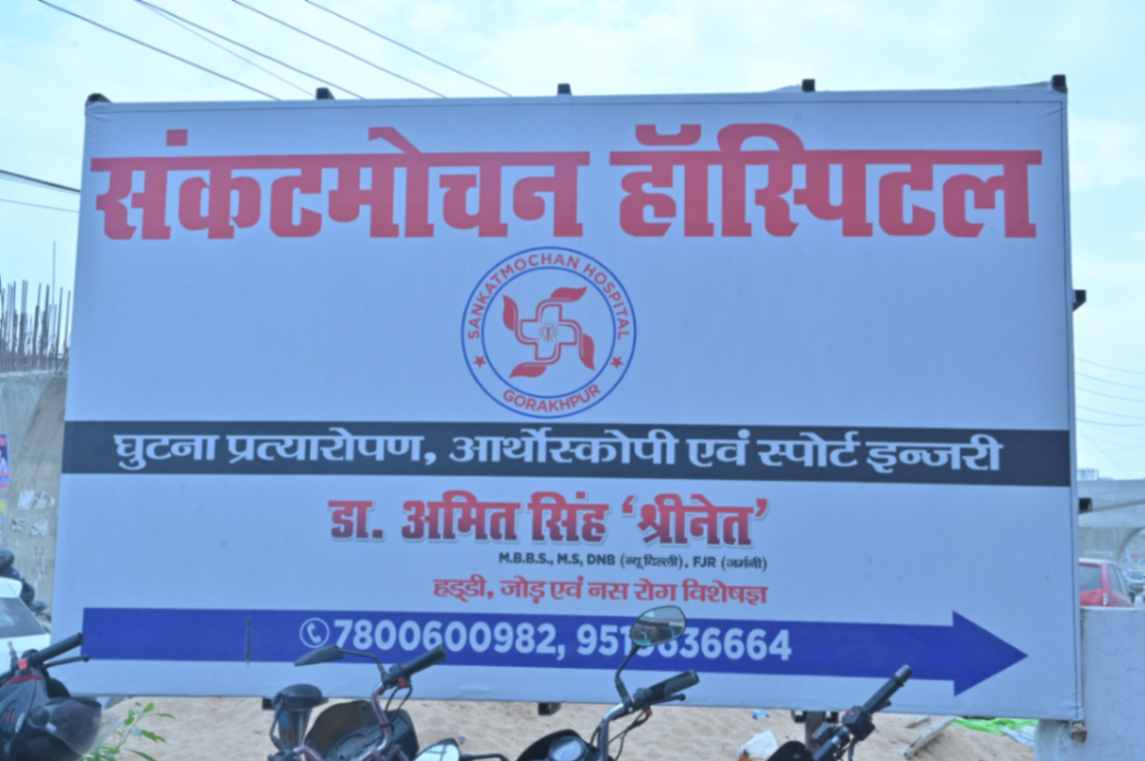 संकटमोचन हॉस्पिटल
SANKATMOCHAN HOSPITAL
GORAKHPUR
घुटना प्रत्यारोपण, आर्थोस्कोपी एवं स्पोर्ट इन्जरी
डा. अमित सिंह ‘श्रीनेत’
M.B.B.S., M.S, DNB (न्यू दिल्ली), FJR (जर्मनी)
हड्डी, जोड़ एवं नस रोग विशेषज्ञ
7800600982,